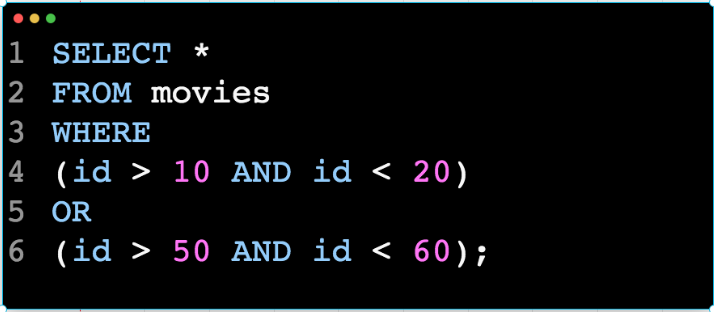 1 SELECT *
2 FROM movies
3 WHERE
4 (id > 10 AND id < 20)
5 OR
6 (id > 50 AND id < 60);